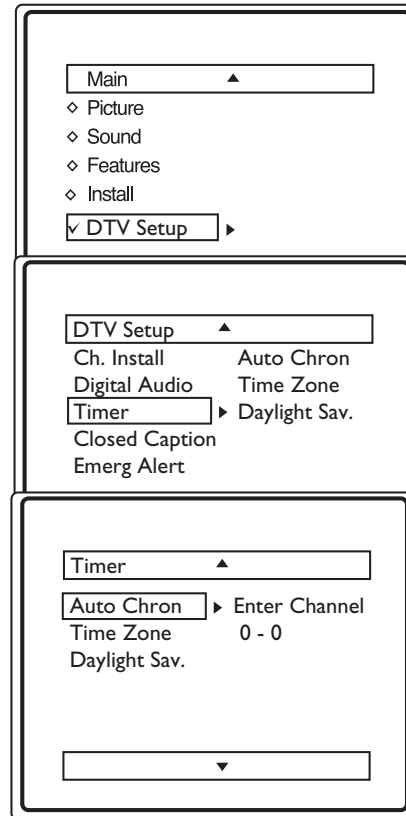 Main
Picture
Sound
Features
Install
DTV Setup
DTV Setup
Ch. Install Auto Chron
Digital Audio Time Zone
Timer Daylight Sav.
Closed Caption
Emerg Alert
Timer
Auto Chron Enter Channel
Time Zone 0 - 0
Daylight Sav.